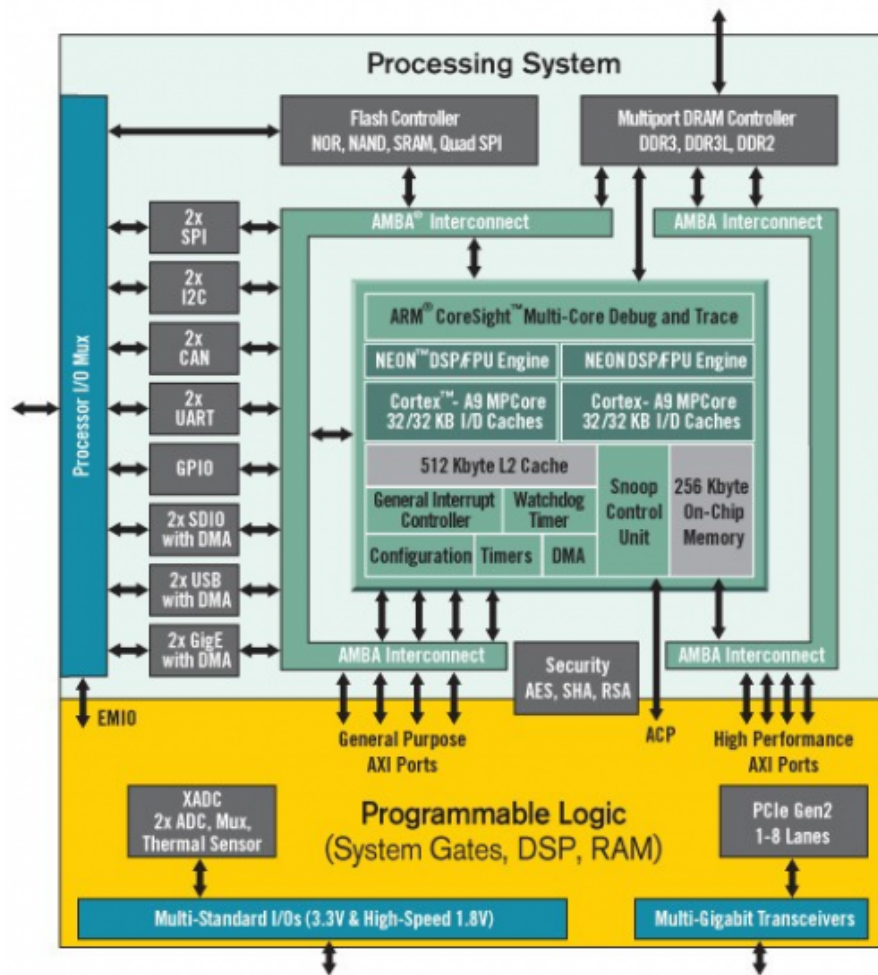 Processing System
Flash Controller
NOR, NAND, SRAM, Quad SPI
Multiport DRAM Controller
DDR3, DDR3L, DDR2
AMBA® Interconnect
AMBA Interconnect
Processor I/O Mux
2x
SPI
2x
I2C
2x
CAN
2x
UART
GPIO
2x SDIO
with DMA
2x USB
with DMA
2x GigE
with DMA
ARM® CoreSight™ Multi-Core Debug and Trace
NEON™ DSP/FPU Engine
NEON DSP/FPU Engine
Cortex™- A9 MPCore
32/32 KB I/D Caches
Cortex- A9 MPCore
32/32 KB I/D Caches
512 Kbyte L2 Cache
General Interrupt
Controller
Watchdog
Timer
Configuration
Timers
DMA
Snoop
Control
Unit
256 Kbyte
On-Chip
Memory
AMBA Interconnect
Security
AES, SHA, RSA
AMBA Interconnect
EMIO
General Purpose
AXI Ports
ACP
High Performance
AXI Ports
XADC
2x ADC, Mux,
Thermal Sensor
Programmable Logic
(System Gates, DSP, RAM)
PCIe Gen2
1-8 Lanes
Multi-Standard I/Os (3.3V & High-Speed 1.8V)
Multi-Gigabit Transceivers